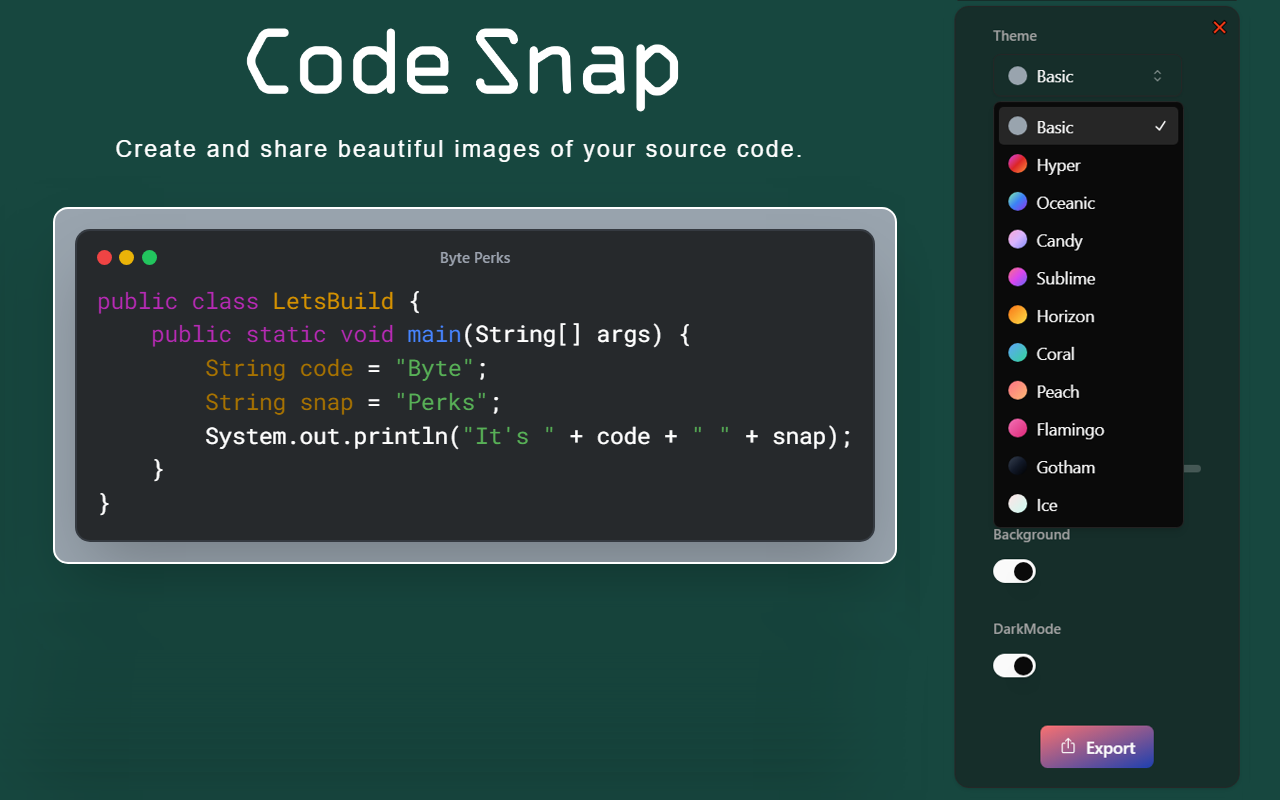 Code Snap
Create and share beautiful images of your source code.
Byte Perks
public class LetsBuild {
    public static void main(String[] args) {
        String code = "Byte";
        String snap = "Perks";
        System.out.println("It's " + code + " " + snap);
    }
}
Theme
Basic
Basic
Hyper
Oceanic
Candy
Sublime
Horizon
Coral
Peach
Flamingo
Gotham
Ice
Background
DarkMode
Export